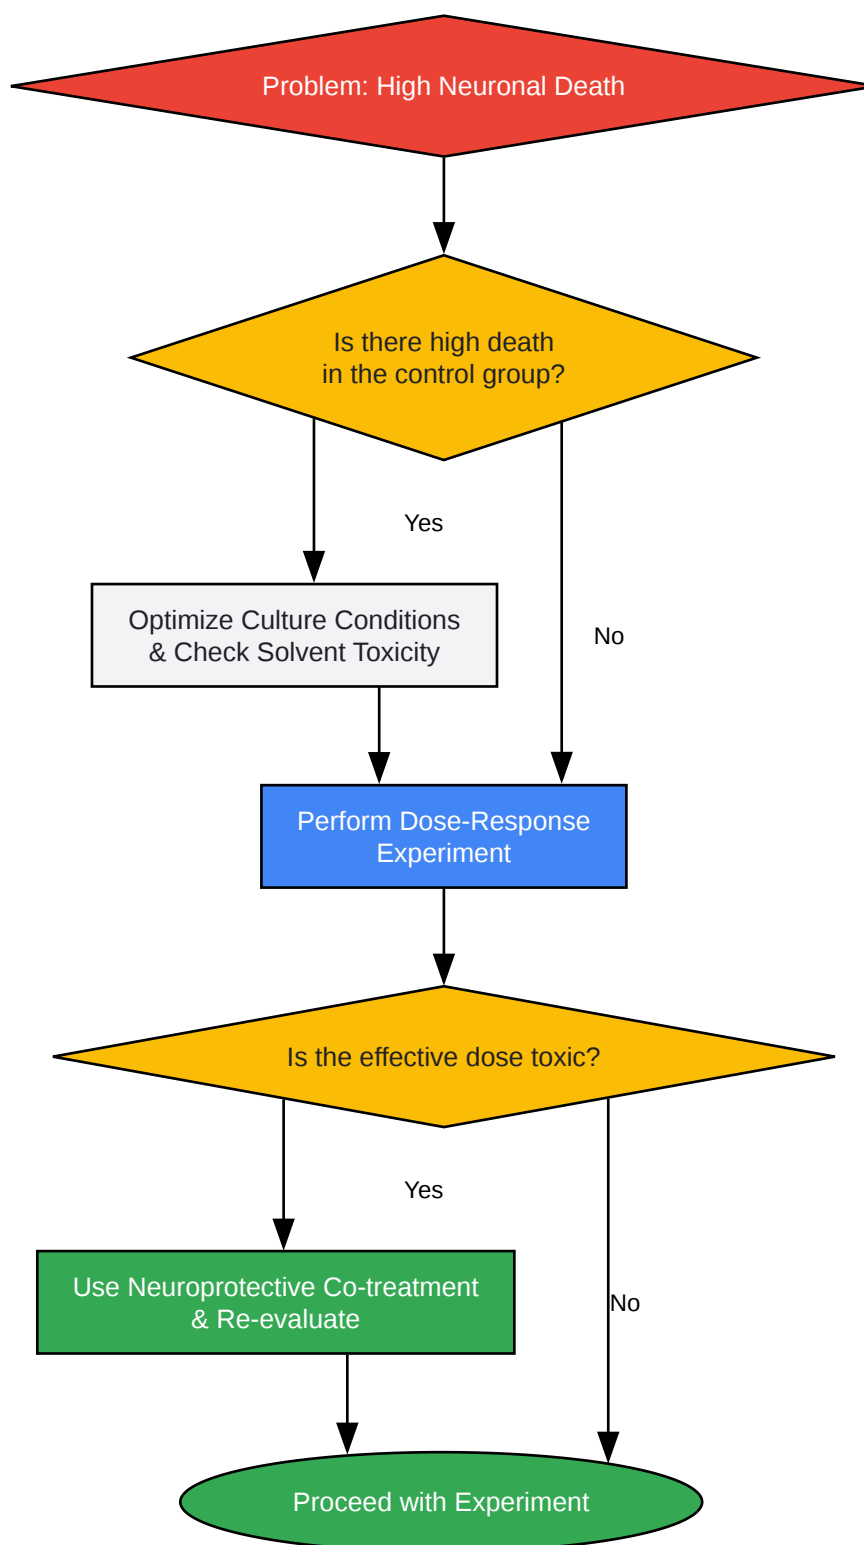 Problem: High Neuronal Death
Is there high death
in the control group?
Yes
Optimize Culture Conditions
& Check Solvent Toxicity
No
Perform Dose-Response
Experiment
Is the effective dose toxic?
Yes
Use Neuroprotective Co-treatment
& Re-evaluate
No
Proceed with Experiment